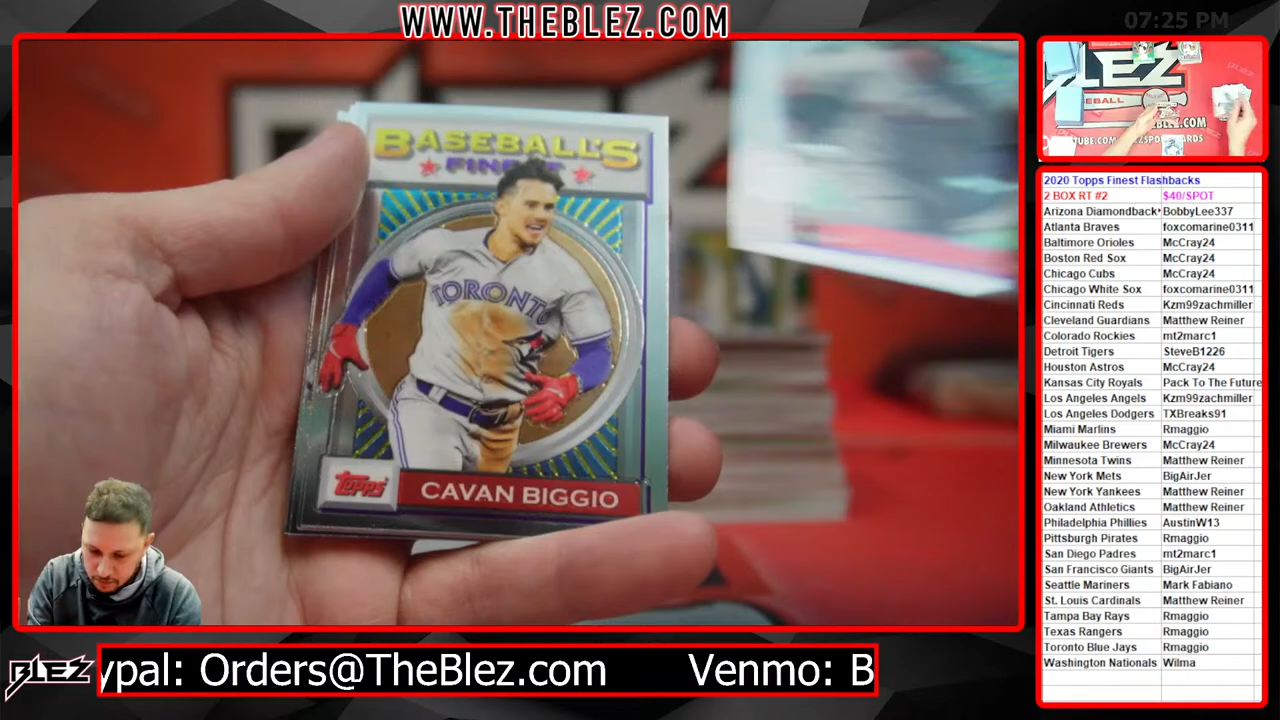 WWW.THEBLEZ.COM
07:25 PM
BASEBALL'S
FINEST
TORONTO
Topps
CAVAN BIGGIO
LEZ
BASEBALL
.COM
2020 Topps Finest Flashbacks
2 BOX RT #2 $40/SPOT
Arizona Diamondback BobbyLee337
Atlanta Braves foxcomarine0311
Baltimore Orioles McCray24
Boston Red Sox McCray24
Chicago Cubs McCray24
Chicago White Sox foxcomarine0311
Cincinnati Reds Kzm99zachmiller
Cleveland Guardians Matthew Reiner
Colorado Rockies mt2marc1
Detroit Tigers SteveB1226
Houston Astros McCray24
Kansas City Royals Pack To The Future
Los Angeles Angels Kzm99zachmiller
Los Angeles Dodgers TXBreaks91
Miami Marlins Rmaggio
Milwaukee Brewers McCray24
Minnesota Twins Matthew Reiner
New York Mets BigAirJer
New York Yankees Matthew Reiner
Oakland Athletics Matthew Reiner
Philadelphia Phillies AustinW13
Pittsburgh Pirates Rmaggio
San Diego Padres mt2marc1
San Francisco Giants BigAirJer
Seattle Mariners Mark Fabiano
St. Louis Cardinals Matthew Reiner
Tampa Bay Rays Rmaggio
Texas Rangers Rmaggio
Toronto Blue Jays Rmaggio
Washington Nationals Wilma
BLEZ
ypal: Orders@TheBlez.com Venmo: B